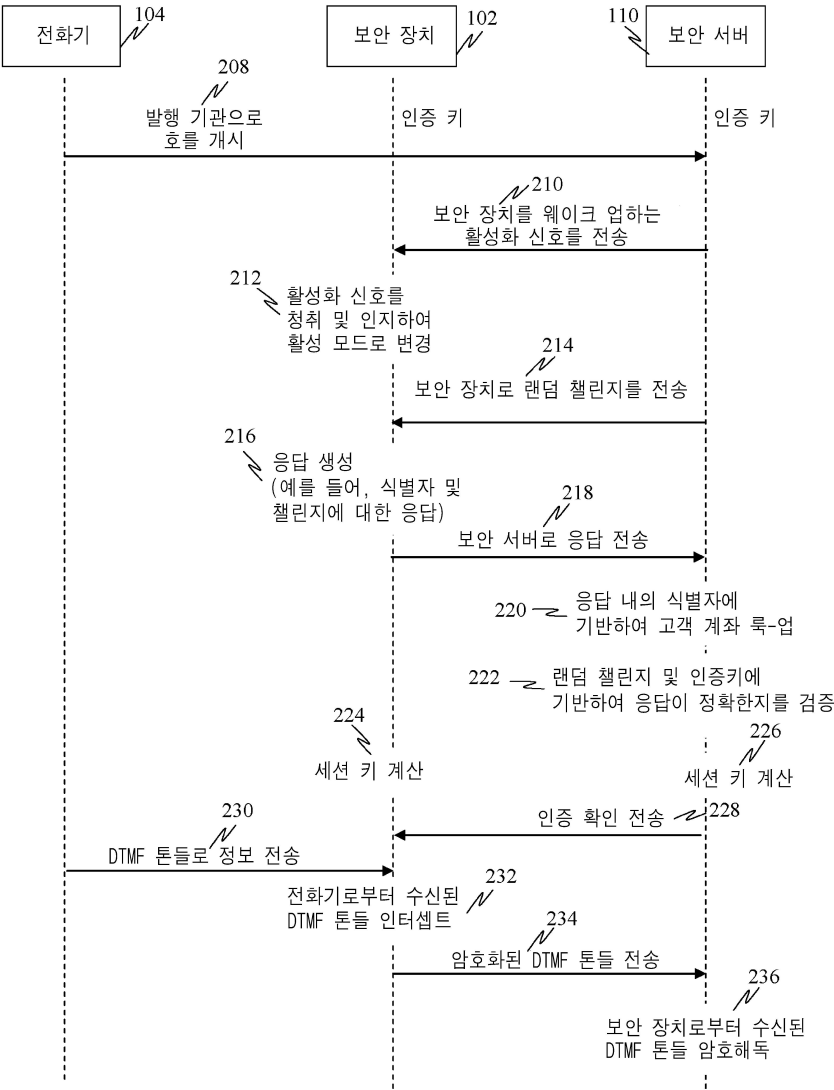 104
102
110
전화기
보안 장치
보안 서버
208
발행 기관으로
호를 개시
인증 키
인증 키
210
보안 장치를 웨이크 업하는
활성화 신호를 전송
212
활성화 신호를
청취 및 인지하여
활성 모드로 변경
214
보안 장치로 랜덤 챌린지를 전송
216
응답 생성
(예를 들어, 식별자 및
챌린지에 대한 응답)
218
보안 서버로 응답 전송
220
응답 내의 식별자에
기반하여 고객 계좌 룩-업
222
랜덤 챌린지 및 인증키에
기반하여 응답이 정확한지를 검증
224
세션 키 계산
226
세션 키 계산
228
인증 확인 전송
230
DTMF 톤들로 정보 전송
232
전화기로부터 수신된
DTMF 톤들 인터셉트
234
암호화된 DTMF 톤들 전송
236
보안 장치로부터 수신된
DTMF 톤들 암호해독